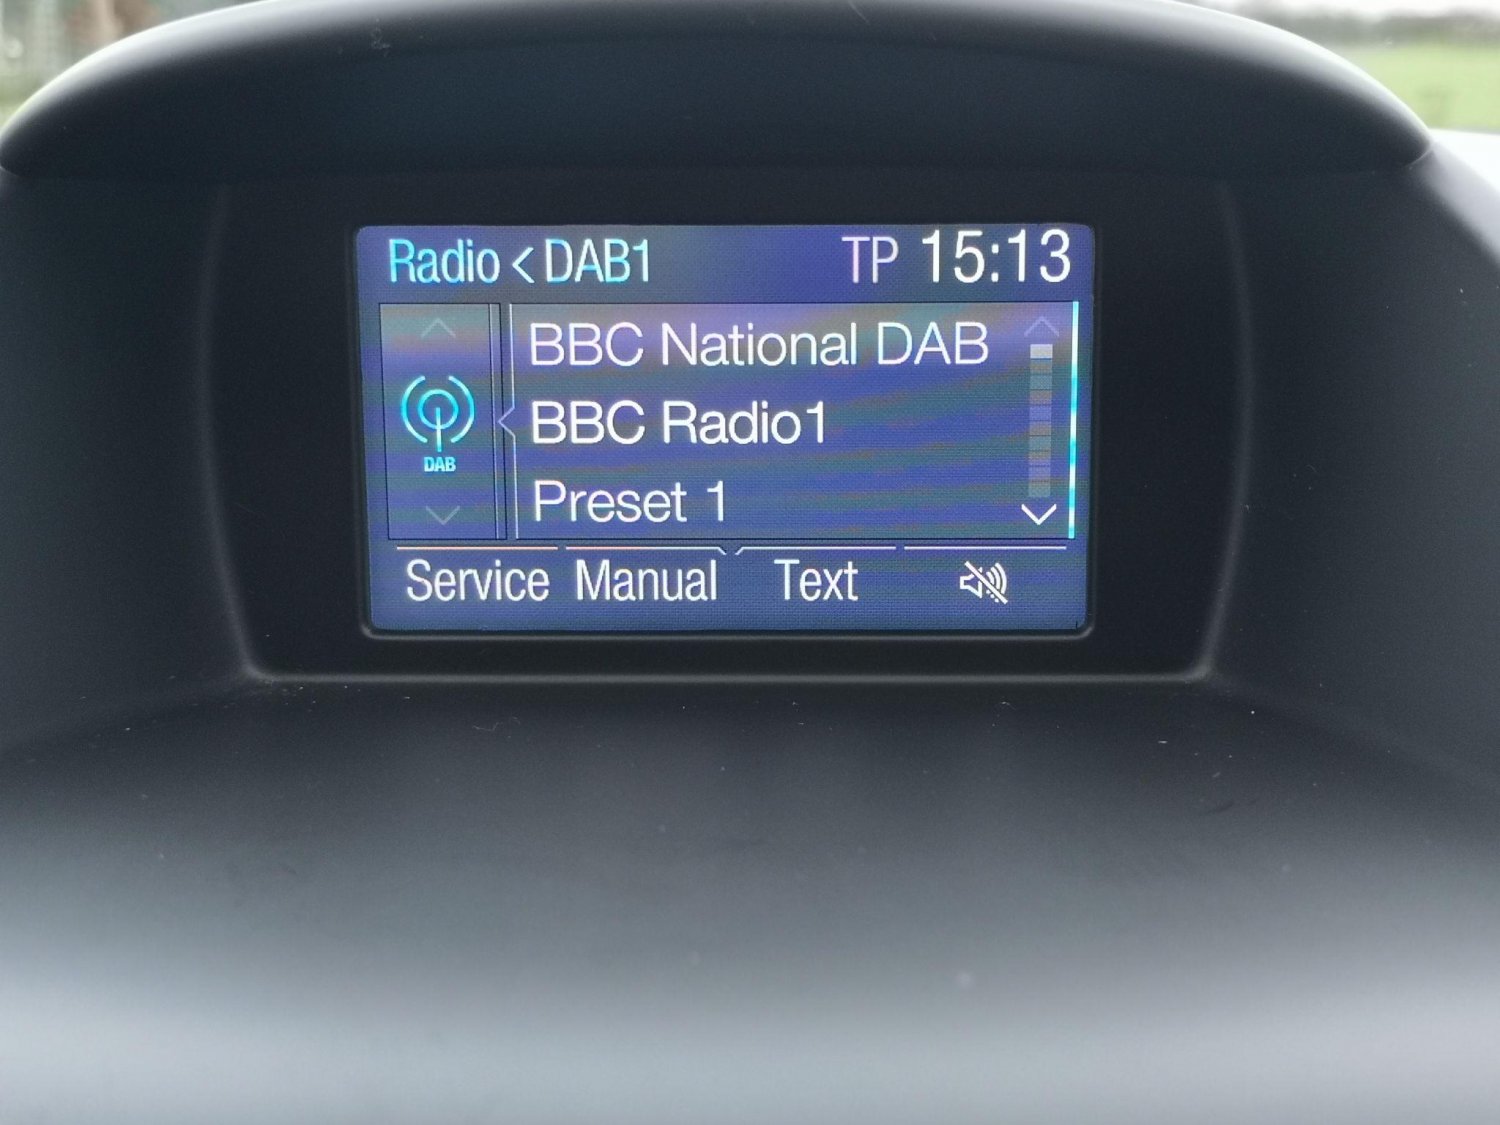 Radio < DAB1 TP 15:13
BBC National DAB
BBC Radio1
DAB
Preset 1
Service Manual Text